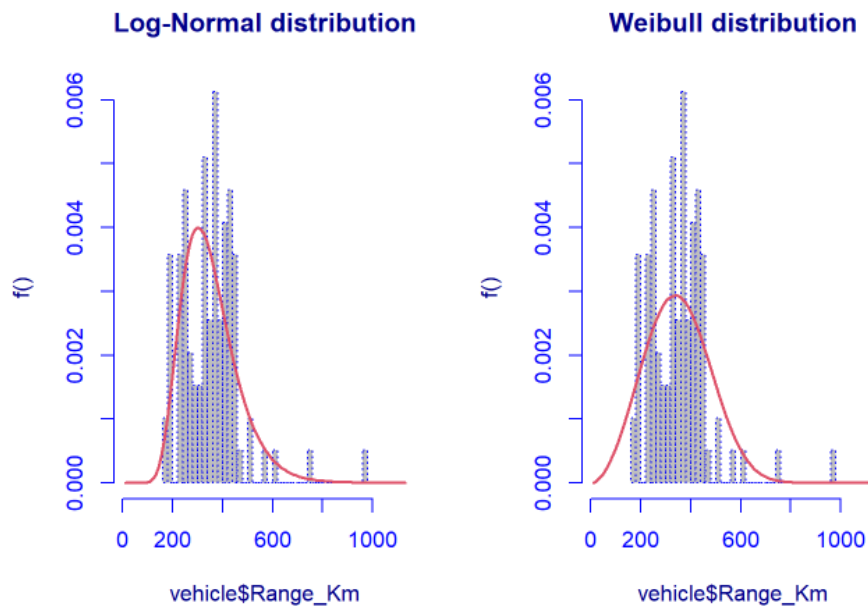 Log-Normal distribution
f()
0.000 0.002 0.004 0.006
0 200 600 1000
vehicle$Range_Km
Weibull distribution
f()
0.000 0.002 0.004 0.006
0 200 600 1000
vehicle$Range_Km